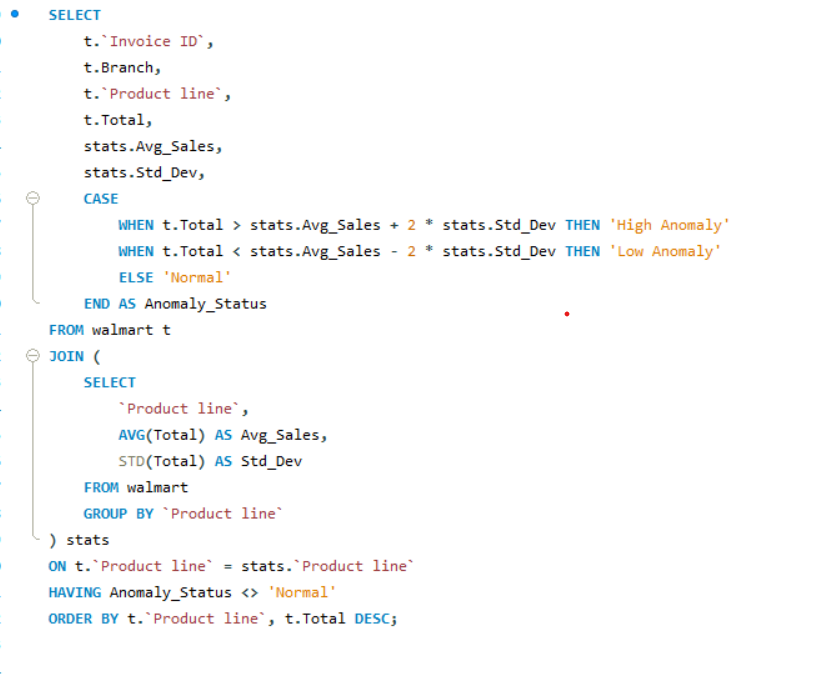 SELECT
t.`Invoice ID`,
t.Branch,
t.`Product line`,
t.Total,
stats.Avg_Sales,
stats.Std_Dev,
CASE
WHEN t.Total > stats.Avg_Sales + 2 * stats.Std_Dev THEN 'High Anomaly'
WHEN t.Total < stats.Avg_Sales - 2 * stats.Std_Dev THEN 'Low Anomaly'
ELSE 'Normal'
END AS Anomaly_Status
FROM walmart t
JOIN (
SELECT
`Product line`,
AVG(Total) AS Avg_Sales,
STD(Total) AS Std_Dev
FROM walmart
GROUP BY `Product line`
) stats
ON t.`Product line` = stats.`Product line`
HAVING Anomaly_Status <> 'Normal'
ORDER BY t.`Product line`, t.Total DESC;